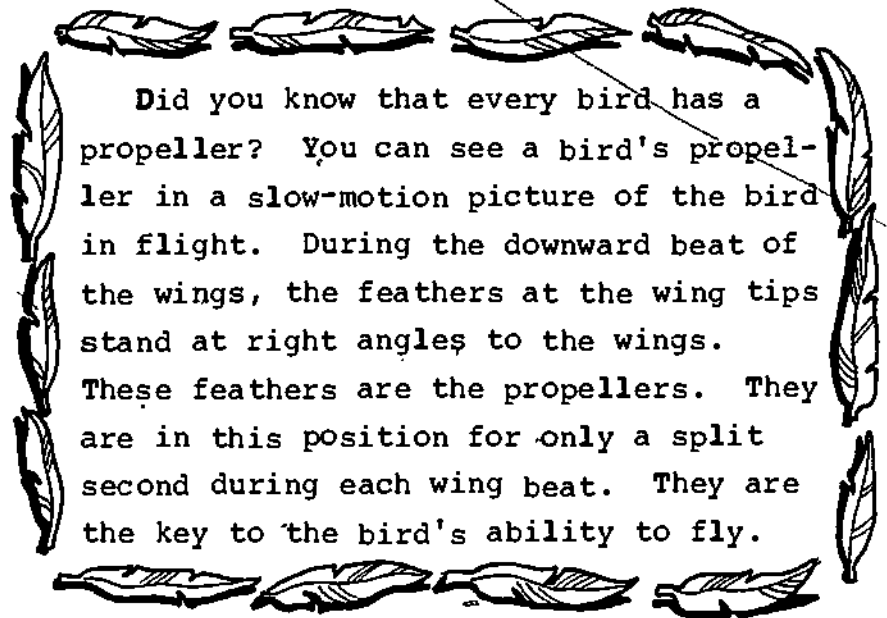 Did you know that every bird has a
propeller? You can see a bird's propel-
ler in a slow-motion picture of the bird
in flight. During the downward beat of
the wings, the feathers at the wing tips
stand at right angles to the wings.
These feathers are the propellers. They
are in this position for only a split
second during each wing beat. They are
the key to the bird's ability to fly.